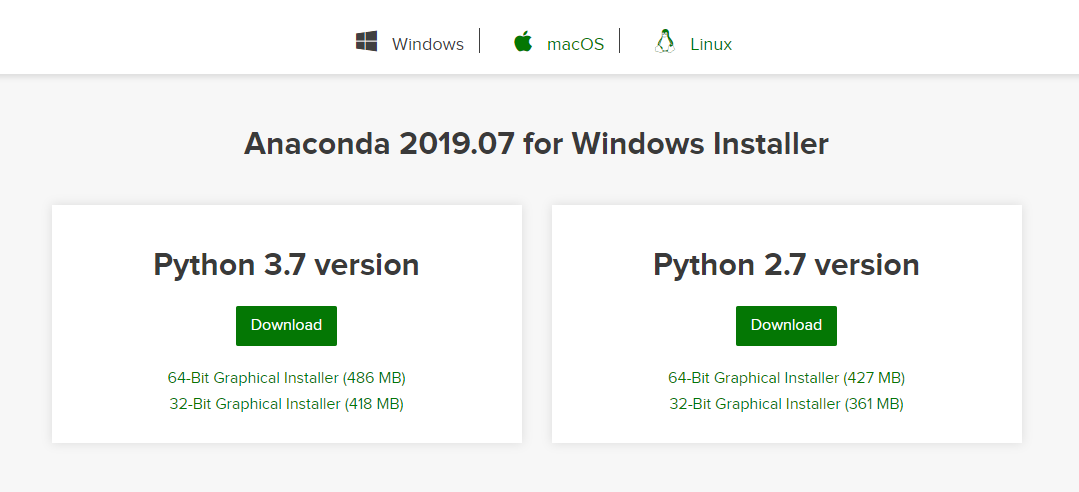 Windows | macOS | Linux
Anaconda 2019.07 for Windows Installer
Python 3.7 version
Download
64-Bit Graphical Installer (486 MB)
32-Bit Graphical Installer (418 MB)
Python 2.7 version
Download
64-Bit Graphical Installer (427 MB)
32-Bit Graphical Installer (361 MB)